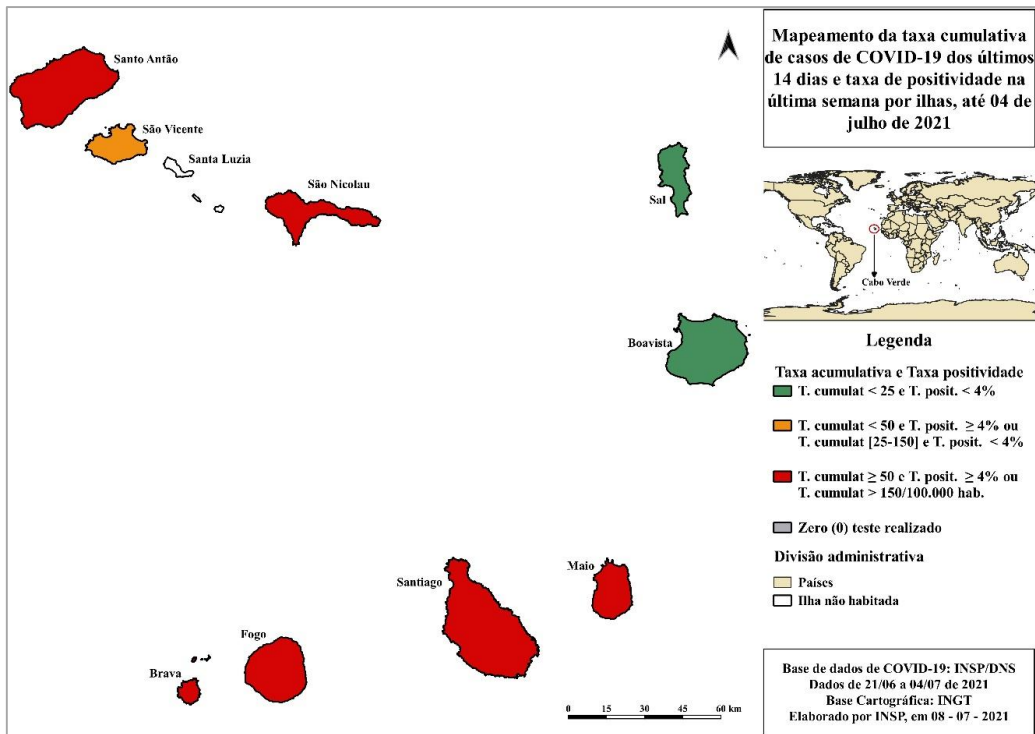 Mapeamento da taxa cumulativa
de casos de COVID-19 dos últimos
14 dias e taxa de positividade na
última semana por ilhas, até 04 de
julho de 2021
Santo Antão
São Vicente
Santa Luzia
São Nicolau
Sal
Boavista
Cabo Verde
Legenda
Taxa acumulativa e Taxa positividade
T. cumulat < 25 e T. posit. < 4%
T. cumulat < 50 e T. posit. ≥ 4% ou
T. cumulat [25-150] e T. posit. < 4%
T. cumulat ≥ 50 e T. posit. ≥ 4% ou
T. cumulat > 150/100.000 hab.
Zero (0) teste realizado
Divisão administrativa
Países
Ilha não habitada
Santiago
Maio
Fogo
Brava
0 15 30 45 60 km
Base de dados de COVID-19: INSP/DNS
Dados de 21/06 a 04/07 de 2021
Base Cartográfica: INGT
Elaborado por INSP, em 08 - 07 - 2021